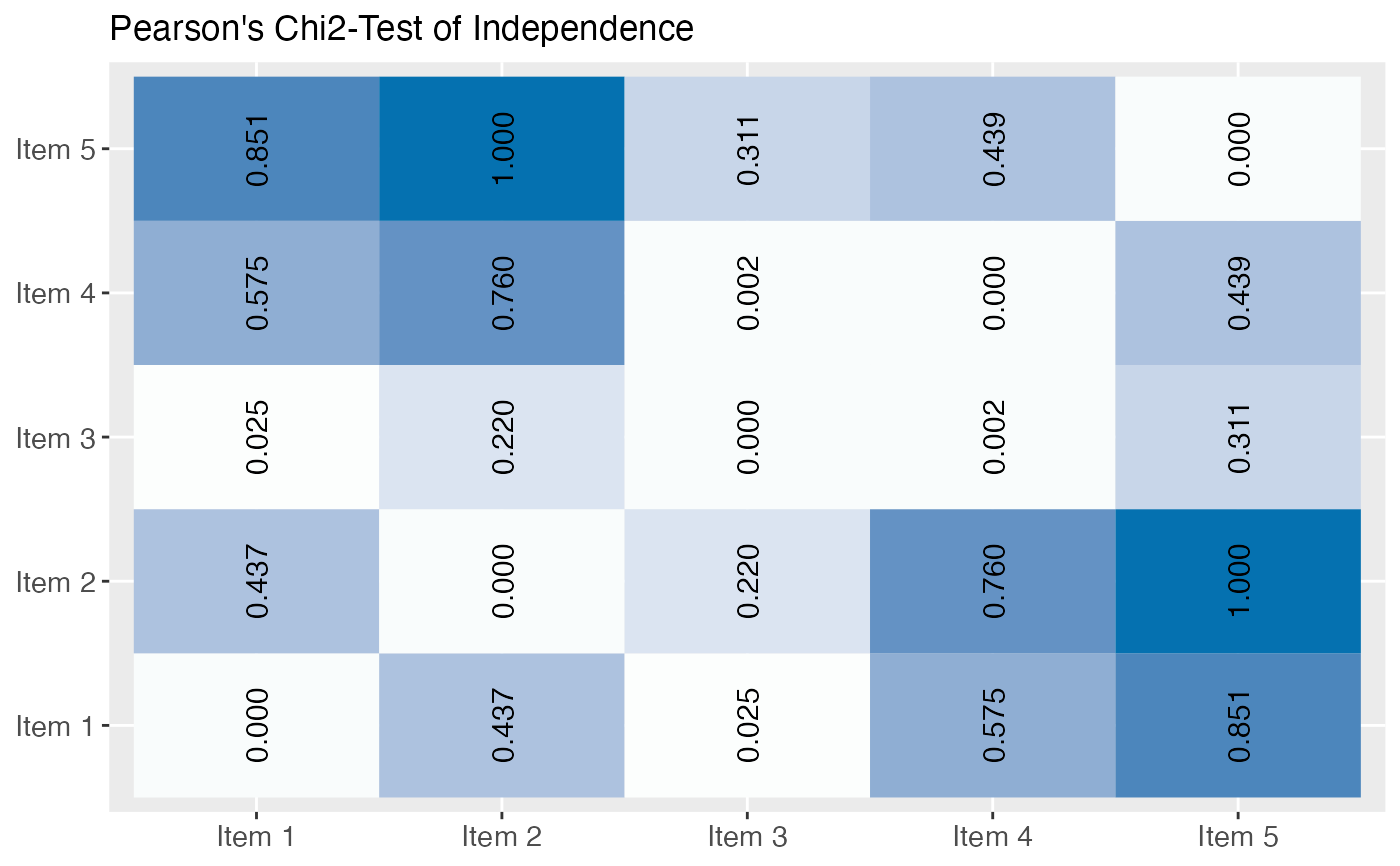 Pearson's Chi2-Test of Independence
Item 5 0.851 1.000 0.311 0.439 0.000
Item 4 0.575 0.760 0.002 0.000 0.439
Item 3 0.025 0.220 0.000 0.002 0.311
Item 2 0.437 0.000 0.220 0.760 1.000
Item 1 0.000 0.437 0.025 0.575 0.851
Item 1 Item 2 Item 3 Item 4 Item 5